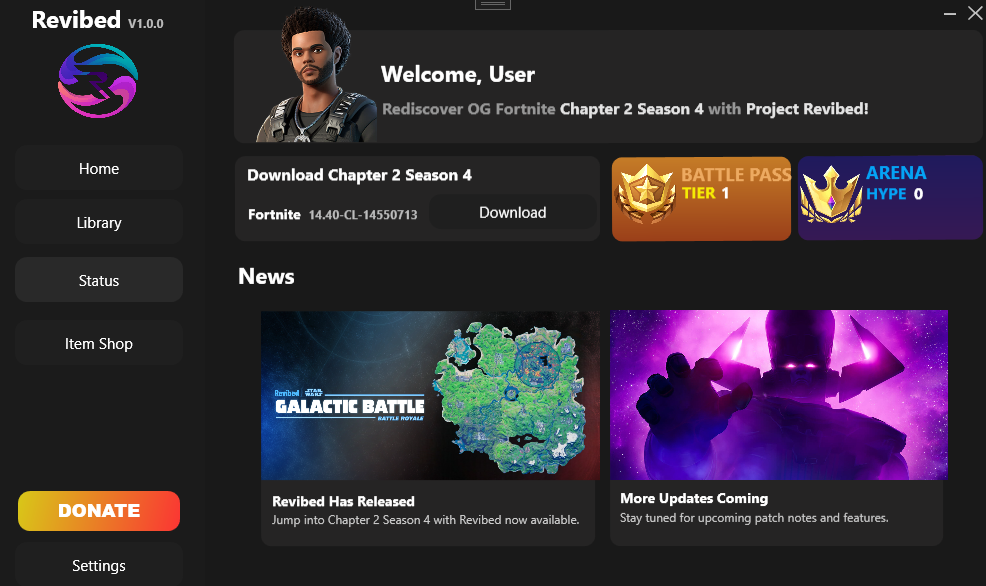 Revibed V1.0.0
Home
Library
Status
Item Shop
DONATE
Settings
Welcome, User
Rediscover OG Fortnite Chapter 2 Season 4 with Project Revibed!
Download Chapter 2 Season 4
Fortnite 14.40-CL-14550713
Download
BATTLE PASS
TIER 1
ARENA
HYPE 0
News
Revibed STAR WARS
GALACTIC BATTLE
BATTLE ROYALE
Revibed Has Released
Jump into Chapter 2 Season 4 with Revibed now available.
More Updates Coming
Stay tuned for upcoming patch notes and features.